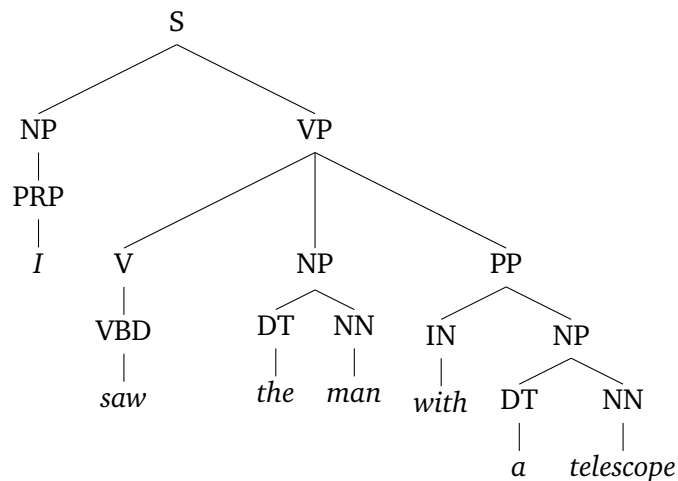 S
NP VP
PRP
I V NP PP
VBD DT NN IN NP
saw the man with DT NN
a telescope